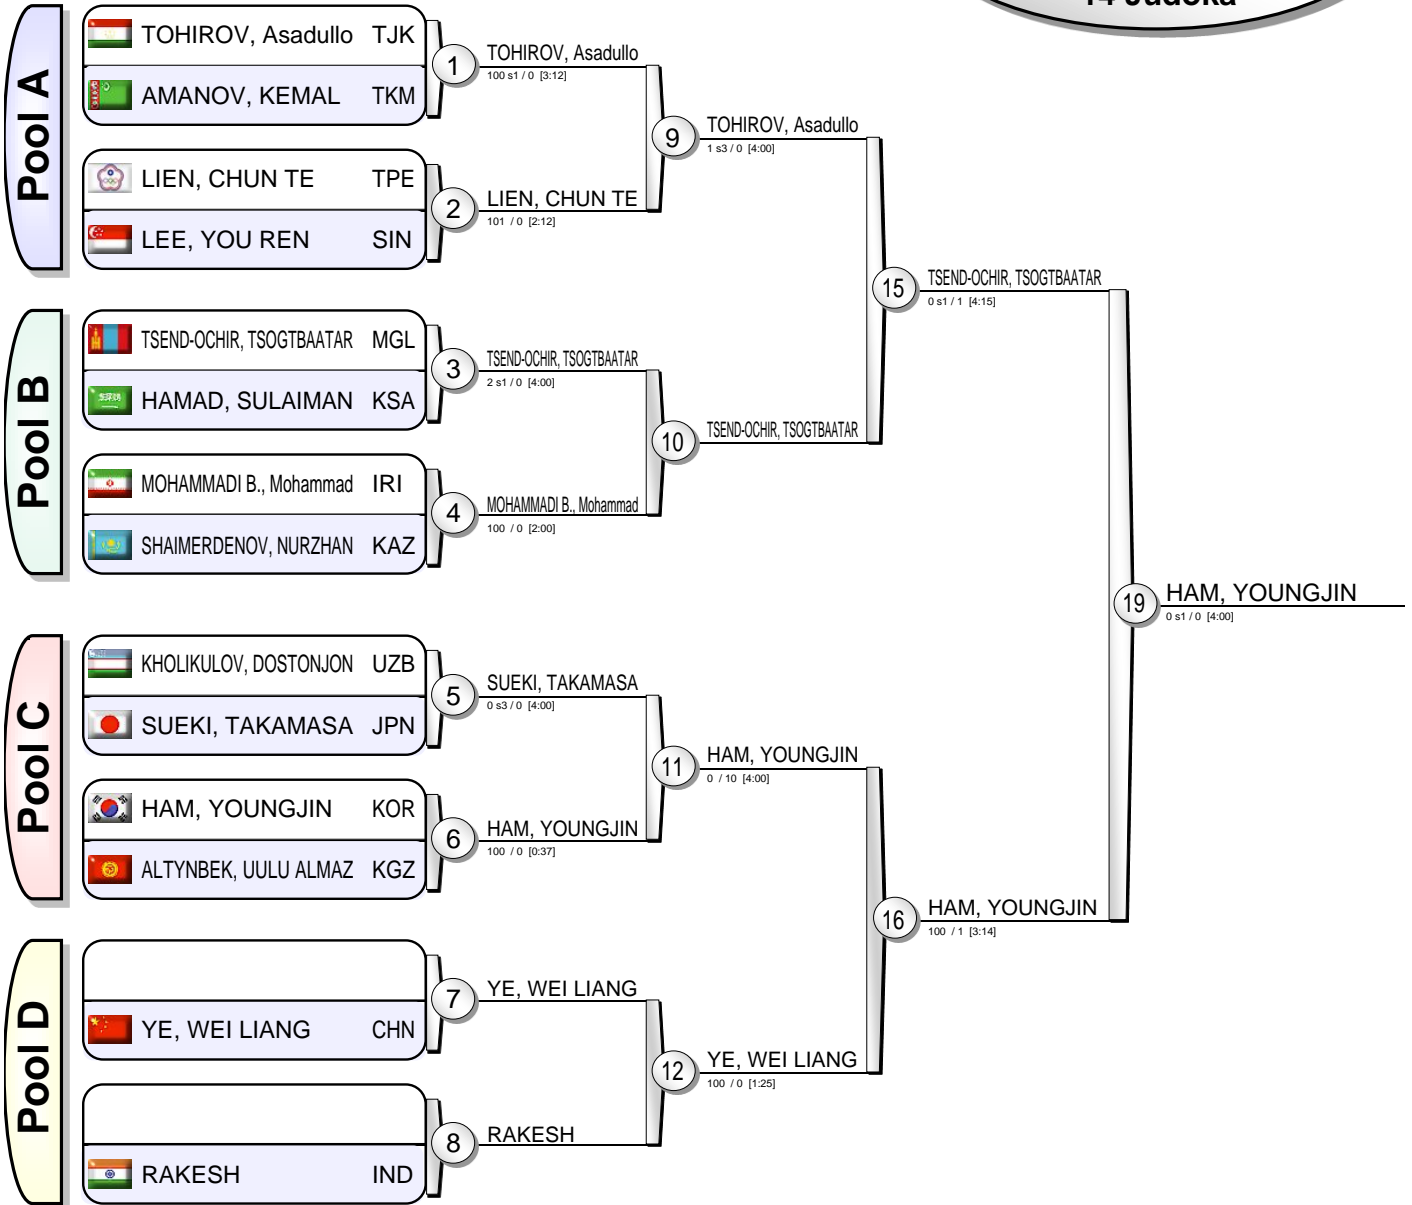 14 Judoka
Pool A
TOHIROV, Asadullo TJK
AMANOV, KEMAL TKM
1
TOHIROV, Asadullo
100 s1 / 0 [3:12]
LIEN, CHUN TE TPE
LEE, YOU REN SIN
2
LIEN, CHUN TE
101 / 0 [2:12]
9
TOHIROV, Asadullo
1 s3 / 0 [4:00]
Pool B
TSEND-OCHIR, TSOGTBAATAR MGL
HAMAD, SULAIMAN KSA
3
TSEND-OCHIR, TSOGTBAATAR
2 s1 / 0 [4:00]
MOHAMMADI B., Mohammad IRI
SHAIMERDENOV, NURZHAN KAZ
4
MOHAMMADI B., Mohammad
100 / 0 [2:00]
10
TSEND-OCHIR, TSOGTBAATAR
15
TSEND-OCHIR, TSOGTBAATAR
0 s1 / 1 [4:15]
Pool C
KHOLIKULOV, DOSTONJON UZB
SUEKI, TAKAMASA JPN
5
SUEKI, TAKAMASA
0 s3 / 0 [4:00]
HAM, YOUNGJIN KOR
ALTYNBEK, UULU ALMAZ KGZ
6
HAM, YOUNGJIN
100 / 0 [0:37]
11
HAM, YOUNGJIN
0 / 10 [4:00]
Pool D
YE, WEI LIANG CHN
7
YE, WEI LIANG
RAKESH IND
8
RAKESH
12
YE, WEI LIANG
100 / 0 [1:25]
16
HAM, YOUNGJIN
100 / 1 [3:14]
19
HAM, YOUNGJIN
0 s1 / 0 [4:00]